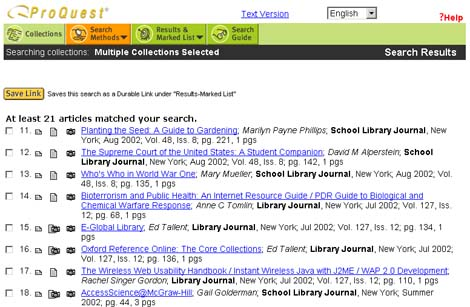 ProQuest®
Text Version
English
?Help
Collections
Search Methods
Results & Marked List
Search Guide
Searching collections: Multiple Collections Selected
Search Results
Save Link Saves this search as a Durable Link under "Results-Marked List"
At least 21 articles matched your search.
11. Planting the Seed: A Guide to Gardening; Marilyn Payne Phillips; School Library Journal, New
York; Aug 2002; Vol. 48, Iss. 8; pg. 221, 1 pgs
12. The Supreme Court of the United States: A Student Companion; David M Alperstein; School
Library Journal, New York; Aug 2002; Vol. 48, Iss. 8; pg. 142, 1 pgs
13. Who's Who in World War One; Mary Mueller; School Library Journal, New York; Aug 2002; Vol.
48, Iss. 8; pg. 135, 1 pgs
14. Bioterrorism and Public Health: An Internet Resource Guide / PDR Guide to Biological and
Chemical Warfare Response; Anne C Tomlin; Library Journal, New York; Jul 2002; Vol. 127, Iss.
12; pg. 68, 1 pgs
15. E-Global Library; Ed Tallent; Library Journal, New York; Jul 2002; Vol. 127, Iss. 12; pg. 134, 1
pgs
16. Oxford Reference Online: The Core Collections; Ed Tallent; Library Journal, New York; Jul 2002;
Vol. 127, Iss. 12; pg. 136, 1 pgs
17. The Wireless Web Usability Handbook / Instant Wireless Java with J2ME / WAP 2.0 Development;
Rachel Singer Gordon; Library Journal, New York; Jul 2002; Vol. 127, Iss. 12; pg. 110, 1 pgs
18. AccessScience@McGraw-Hill; Gail Golderman; School Library Journal, New York; Summer
2002; pg. 44, 3 pgs